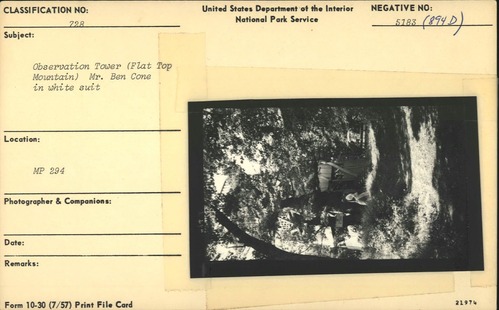 CLASSIFICATION NO:
728
United States Department of the Interior
National Park Service
NEGATIVE NO:
5183 (894D)
Subject:
Observation Tower (Flat Top
Mountain) Mr. Ben Cone
in white suit
Location:
MP 294
Photographer & Companions:
Date:
Remarks:
Form 10-30 (7/57) Print File Card
21974